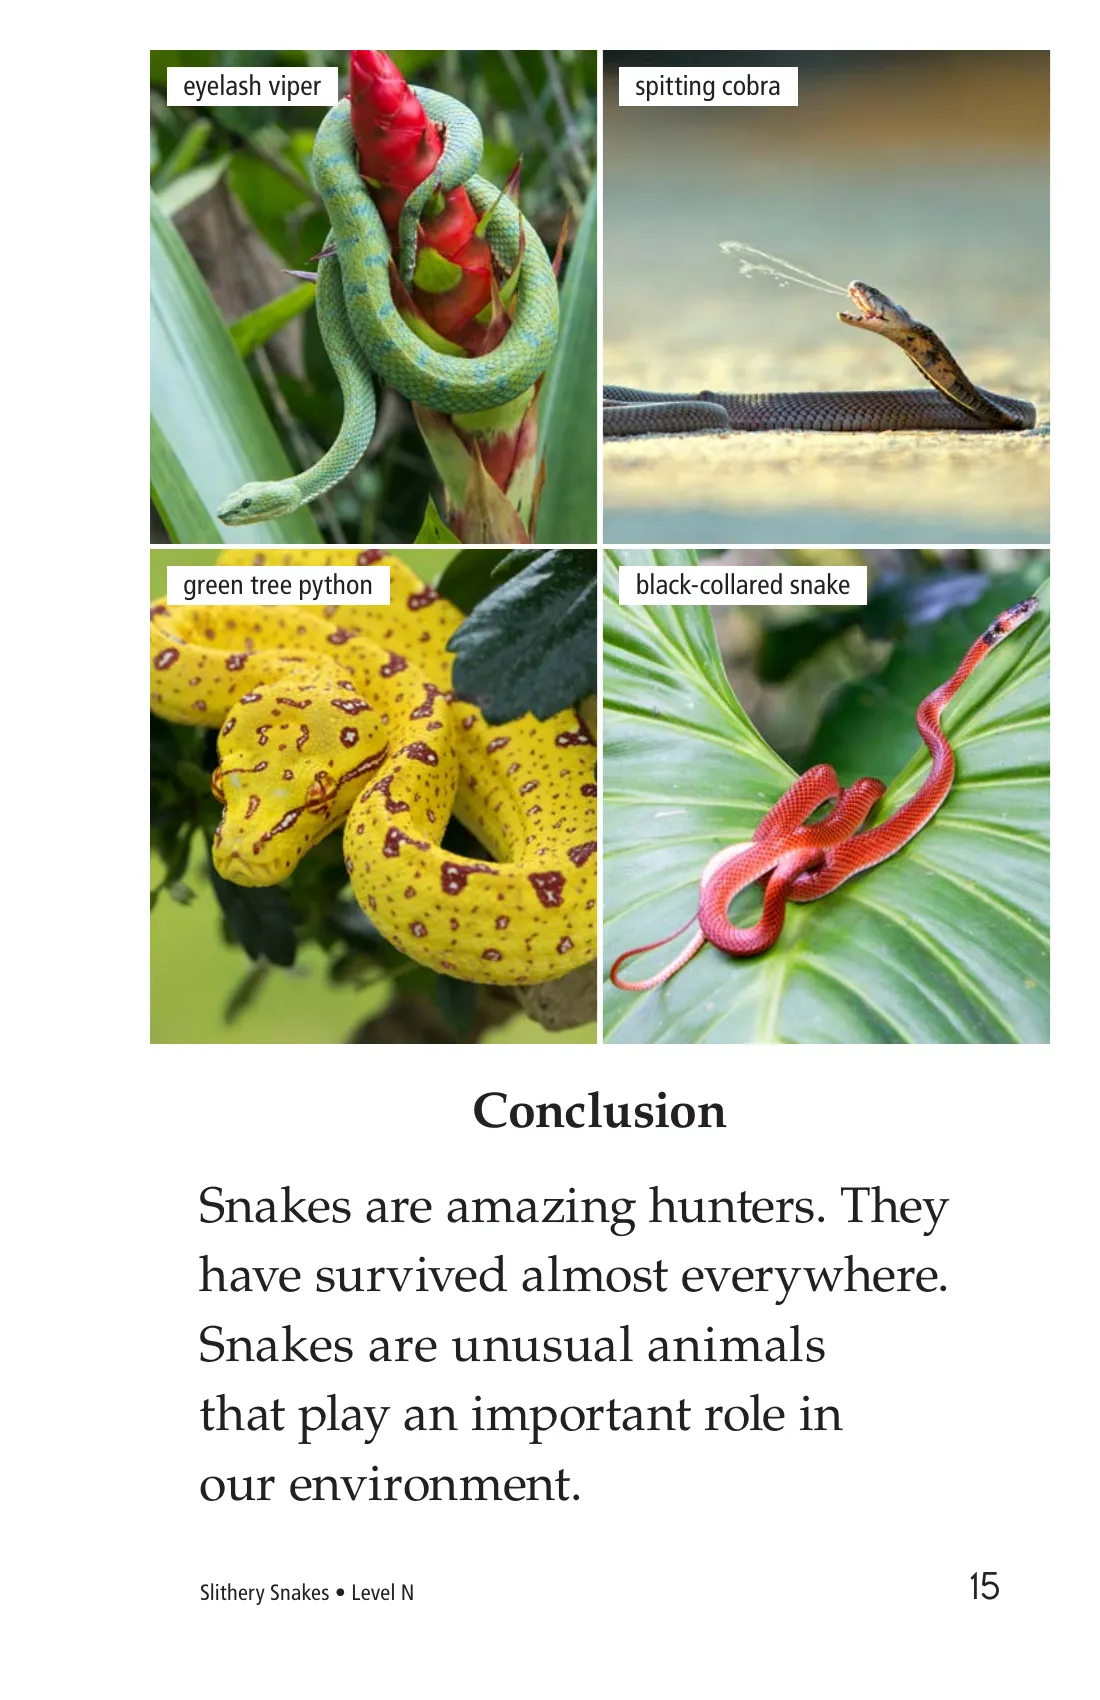 eyelash viper
spitting cobra
green tree python
black-collared snake
Conclusion
Snakes are amazing hunters. They
have survived almost everywhere.
Snakes are unusual animals
that play an important role in
our environment.
Slithery Snakes • Level N
15